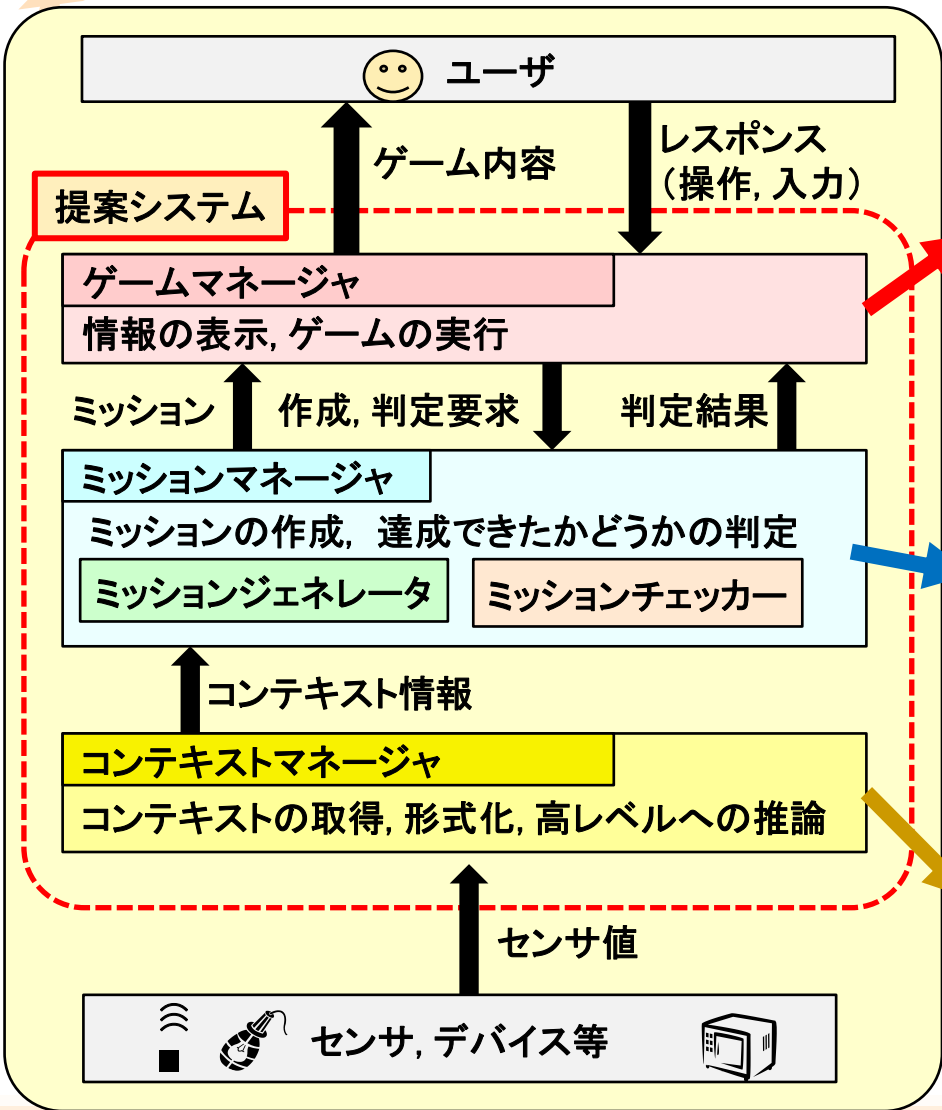 ユーザ
ゲーム内容
レスポンス
（操作, 入力）
提案システム
ゲームマネージャ
情報の表示, ゲームの実行
ミッション
作成, 判定要求
判定結果
ミッションマネージャ
ミッションの作成, 達成できたかどうかの判定
ミッションジェネレータ
ミッションチェッカー
コンテキスト情報
コンテキストマネージャ
コンテキストの取得, 形式化, 高レベルへの推論
センサ値
センサ, デバイス等